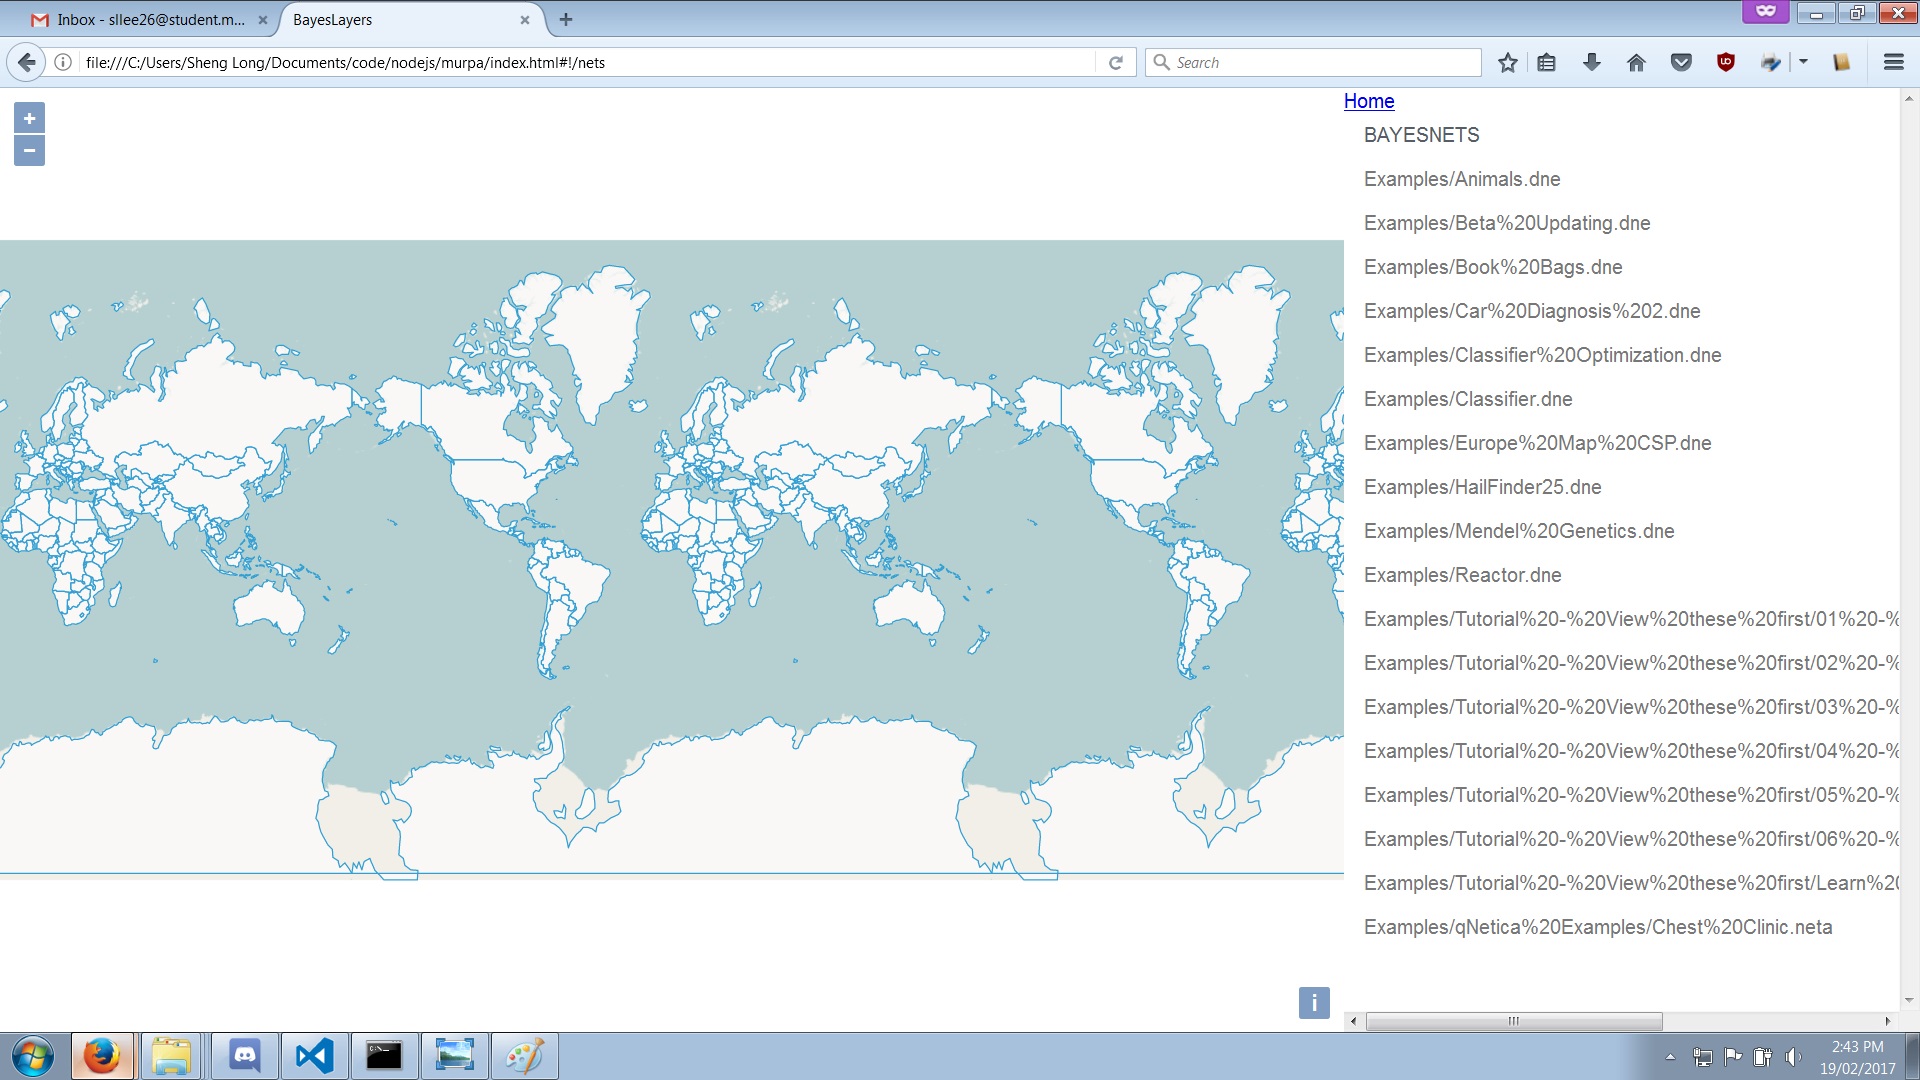 Inbox - sllee26@student.m...
BayesLayers
file:///C:/Users/Sheng Long/Documents/code/nodejs/murpa/index.html#!/nets
Search
+
−
Home
BAYESNETS
Examples/Animals.dne
Examples/Beta%20Updating.dne
Examples/Book%20Bags.dne
Examples/Car%20Diagnosis%202.dne
Examples/Classifier%20Optimization.dne
Examples/Classifier.dne
Examples/Europe%20Map%20CSP.dne
Examples/HailFinder25.dne
Examples/Mendel%20Genetics.dne
Examples/Reactor.dne
Examples/Tutorial%20-%20View%20these%20first/01%20-%
Examples/Tutorial%20-%20View%20these%20first/02%20-%
Examples/Tutorial%20-%20View%20these%20first/03%20-%
Examples/Tutorial%20-%20View%20these%20first/04%20-%
Examples/Tutorial%20-%20View%20these%20first/05%20-%
Examples/Tutorial%20-%20View%20these%20first/06%20-%
Examples/Tutorial%20-%20View%20these%20first/Learn%20
Examples/qNetica%20Examples/Chest%20Clinic.neta
i
2:43 PM
19/02/2017